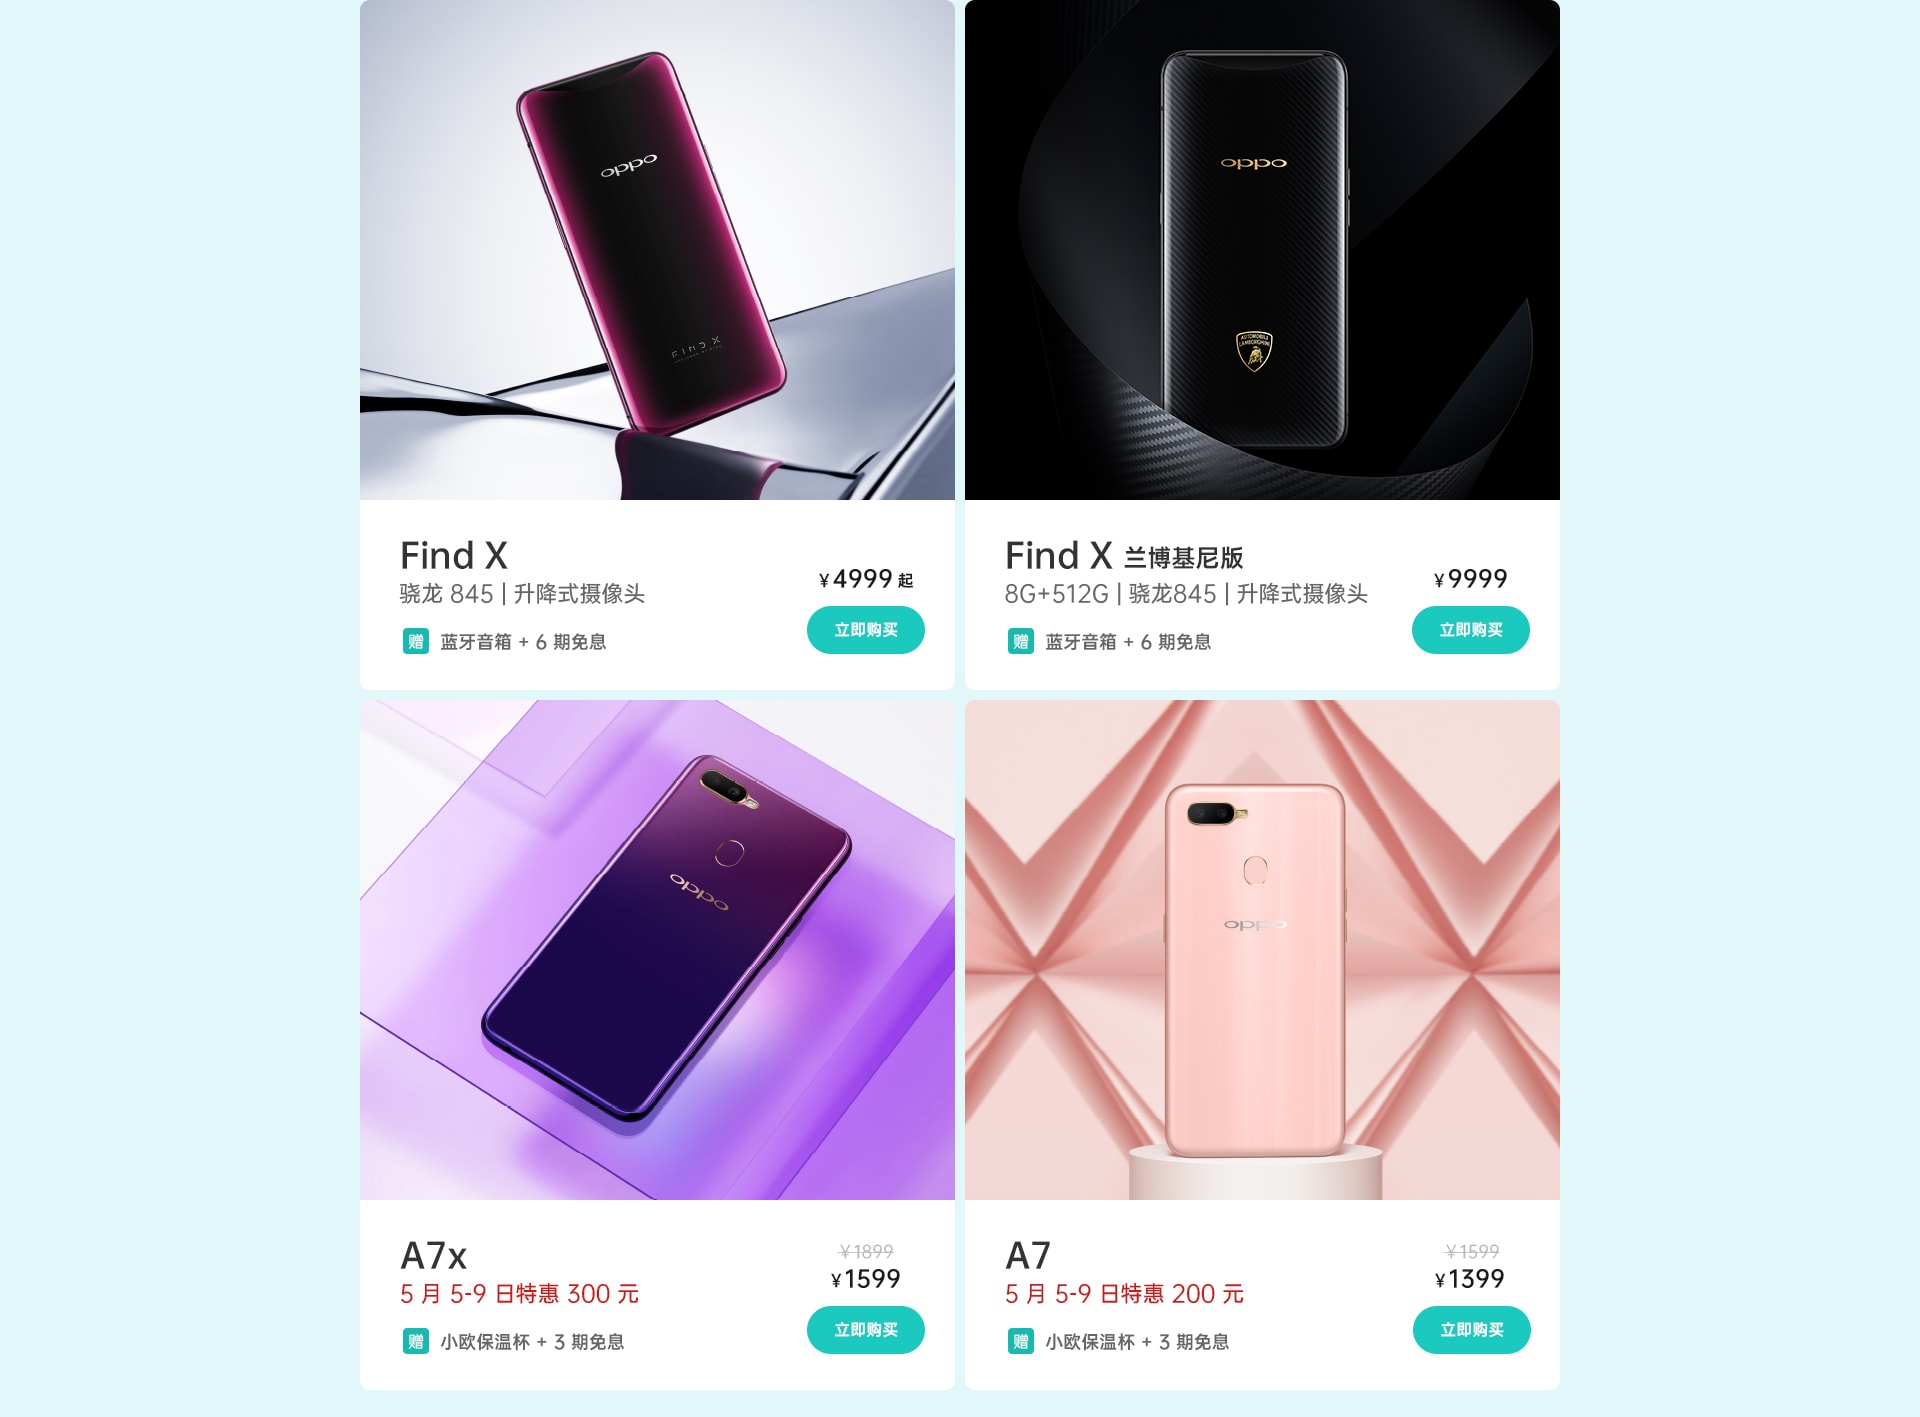 oppo
FIND X
Find X
骁龙 845 | 升降式摄像头
¥4999 起
赠 蓝牙音箱 + 6 期免息
立即购买
oppo
AUTOMOBILI
LAMBORGHINI
Find X 兰博基尼版
8G+512G | 骁龙845 | 升降式摄像头
¥9999
赠 蓝牙音箱 + 6 期免息
立即购买
oppo
A7x
¥1899
5 月 5-9 日特惠 300 元
¥1599
赠 小欧保温杯 + 3 期免息
立即购买
oppo
A7
¥1599
5 月 5-9 日特惠 200 元
¥1399
赠 小欧保温杯 + 3 期免息
立即购买